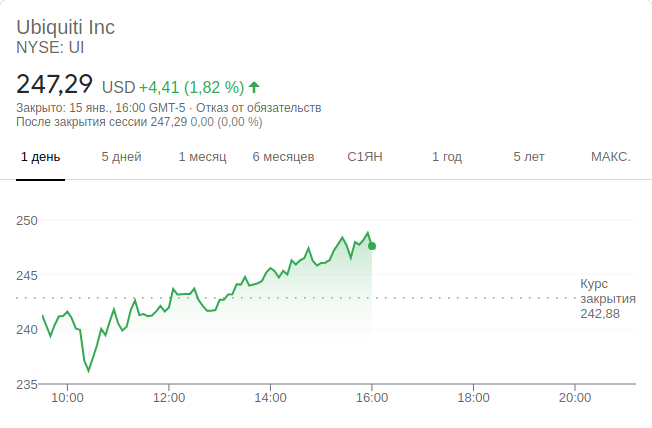 Ubiquiti Inc
NYSE: UI
247,29 USD +4,41 (1,82 %)
Закрыто: 15 янв., 16:00 GMT-5 · Отказ от обязательств
После закрытия сессии 247,29 0,00 (0,00 %)
1 день 5 дней 1 месяц 6 месяцев С1ЯН 1 год 5 лет МАКС.
250
245
Курс
закрытия
242,88
240
235
10:00 12:00 14:00 16:00 18:00 20:00